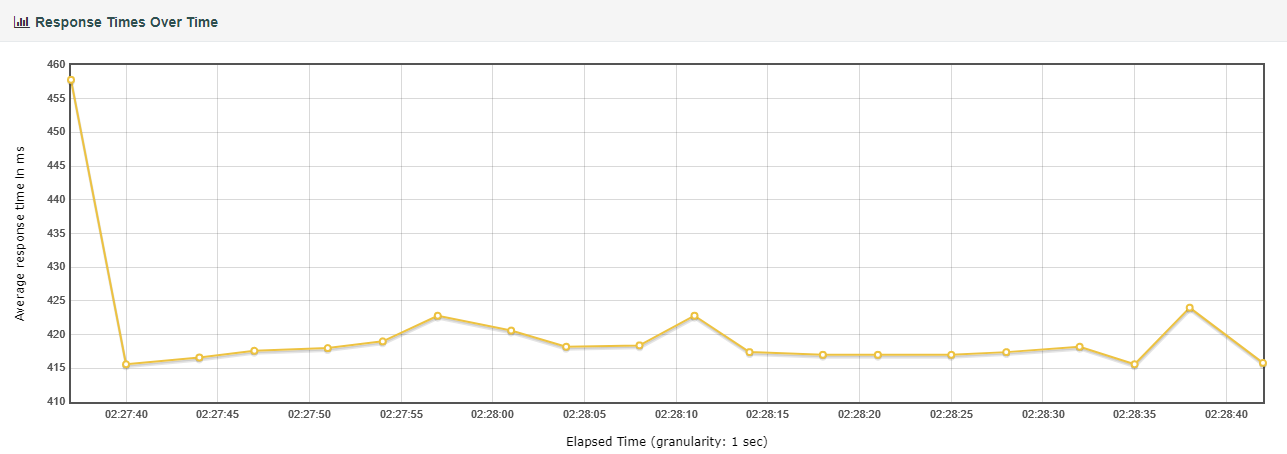 Response Times Over Time
460
455
450
445
440
435
430
425
420
415
410
Average response time in ms
02:27:40 02:27:45 02:27:50 02:27:55 02:28:00 02:28:05 02:28:10 02:28:15 02:28:20 02:28:25 02:28:30 02:28:35 02:28:40
Elapsed Time (granularity: 1 sec)